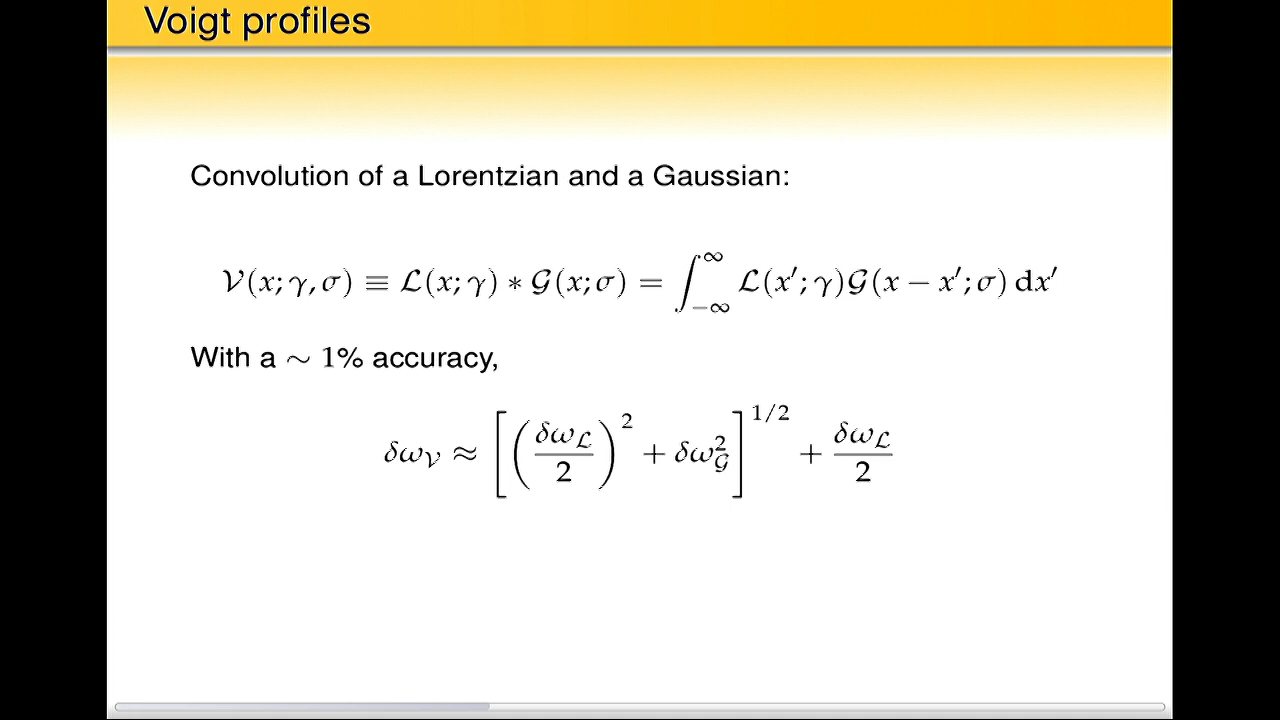 Voigt profiles
Convolution of a Lorentzian and a Gaussian:
𝒱(x; γ, σ) ≡ ℒ(x; γ) ∗ 𝒢(x; σ) = ∫_{−∞}^{∞} ℒ(x′; γ)𝒢(x − x′; σ) dx′
With a ∼ 1% accuracy,
δω_𝒱 ≈ [(δω_ℒ/2)^2 + δω_𝒢^2]^{1/2} + δω_ℒ/2